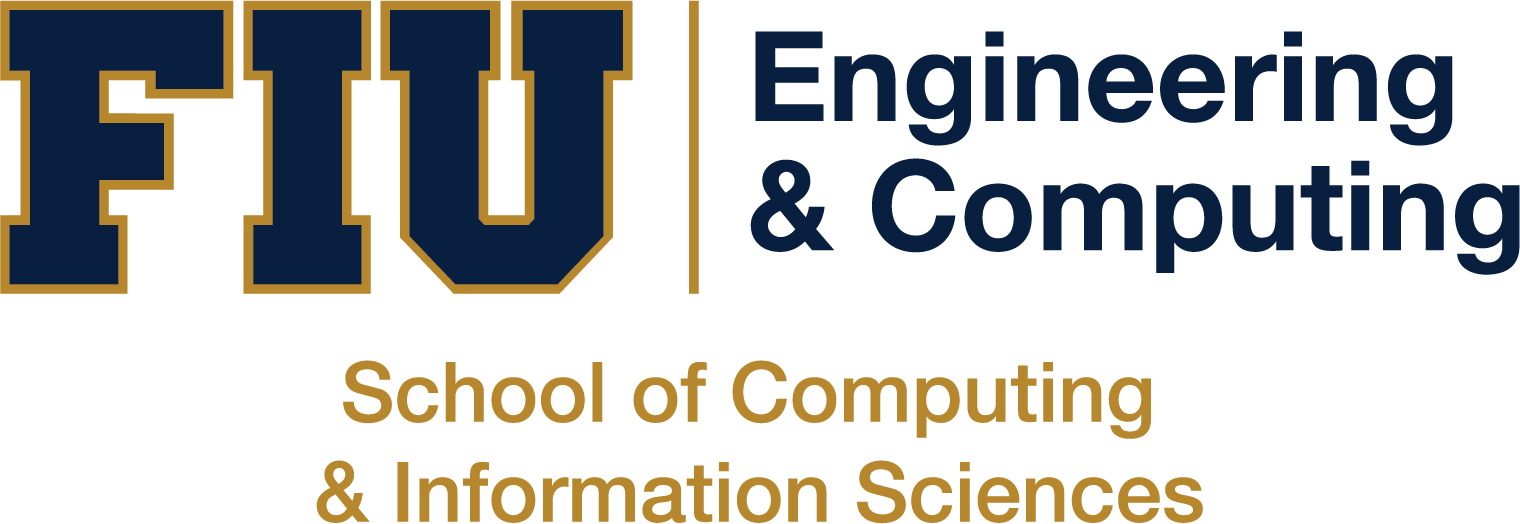 FIU
Engineering
& Computing
School of Computing
& Information Sciences